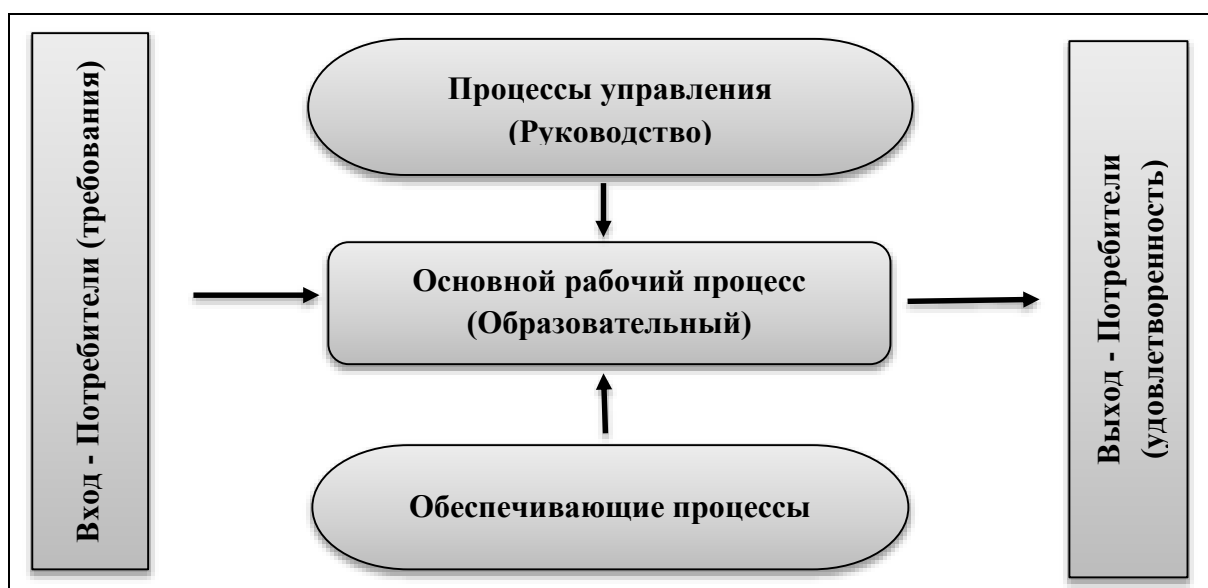 Вход - Потребители (требования)
Процессы управления
(Руководство)
Основной рабочий процесс
(Образовательный)
Обеспечивающие процессы
Выход - Потребители
(удовлетворенность)